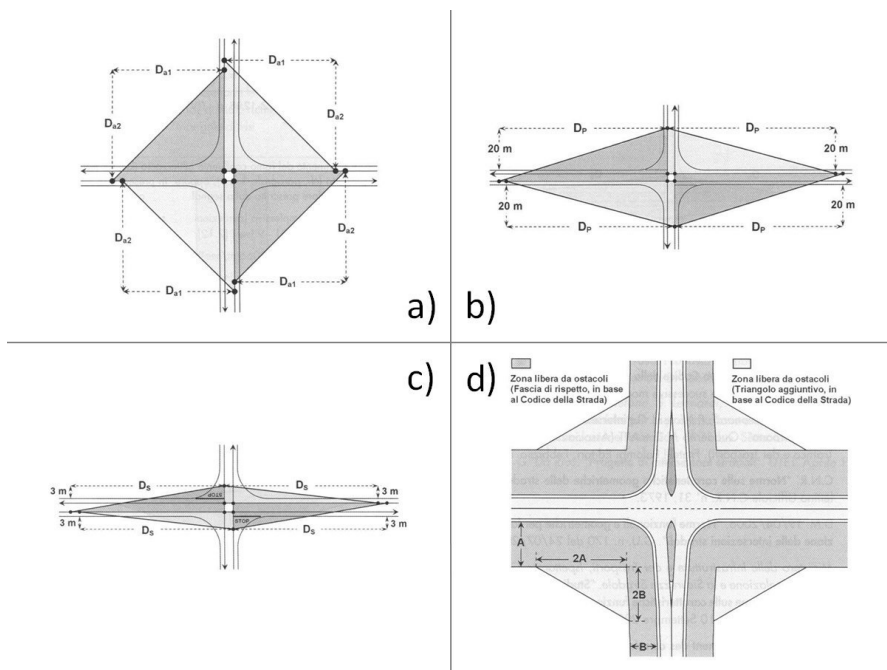 Da1
Da1
Da2
Da2
Da2
Da2
Da1
Da1
a)
DP
DP
20 m
20 m
20 m
20 m
DP
DP
b)
c)
DS
DS
3 m
3 m
STOP
STOP
3 m
3 m
DS
DS
d)
Zona libera da ostacoli
(Fascia di rispetto, in base
al Codice della Strada)
Zona libera da ostacoli
(Triangolo aggiuntivo, in
base al Codice della Strada)
A
2A
2B
B